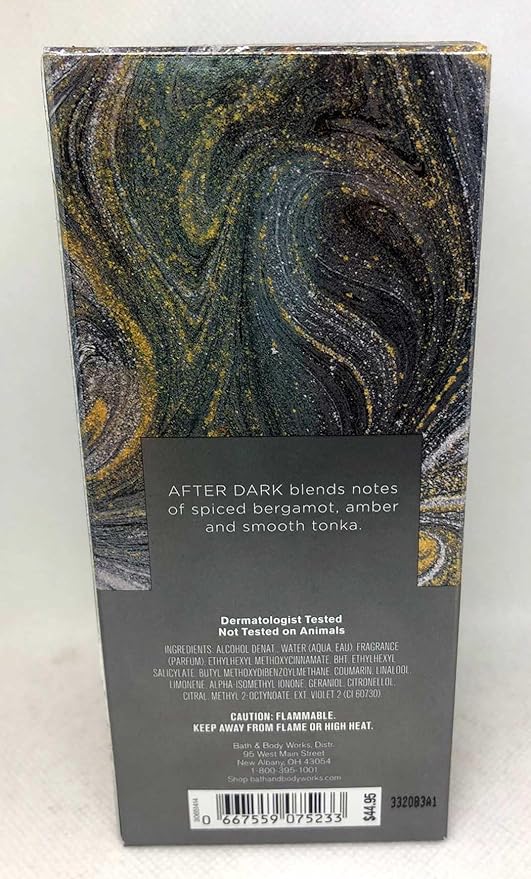 AFTER DARK blends notes
of spiced bergamot, amber
and smooth tonka.
Dermatologist Tested
Not Tested on Animals
INGREDIENTS: ALCOHOL DENAT., WATER (AQUA, EAU), FRAGRANCE
(PARFUM), ETHYLHEXYL METHOXYCINNAMATE, BHT, ETHYLHEXYL
SALICYLATE, BUTYL METHOXYDIBENZOYLMETHANE, COUMARIN, LINALOOL,
LIMONENE, ALPHA-ISOMETHYL IONONE, GERANIOL, CITRONELLOL,
CITRAL, METHYL 2-OCTYNOATE, EXT. VIOLET 2 (CI 60730)
CAUTION: FLAMMABLE.
KEEP AWAY FROM FLAME OR HIGH HEAT.
Bath & Body Works, Distr.
95 West Main Street
New Albany, OH 43054
1-800-395-1001
Shop bathandbodyworks.com
0 667559 075233
$44.95
3320B3A1